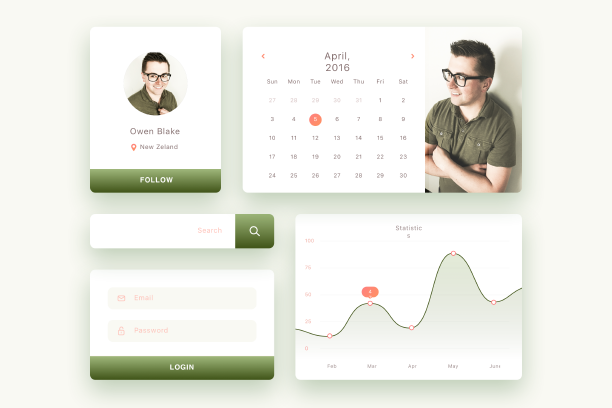 Owen Blake
New Zeland
FOLLOW
April,
2016
Sun Mon Tue Wed Thu Fri Sat
27 28 29 30 31 1 2
3 4 5 6 7 8 9
10 11 12 13 14 15 16
17 18 19 20 21 22 23
24 25 26 27 28 29 30
Search
Email
Password
LOGIN
Statistic
s
100
75
50
25
0
Feb Mar Apr May Juni